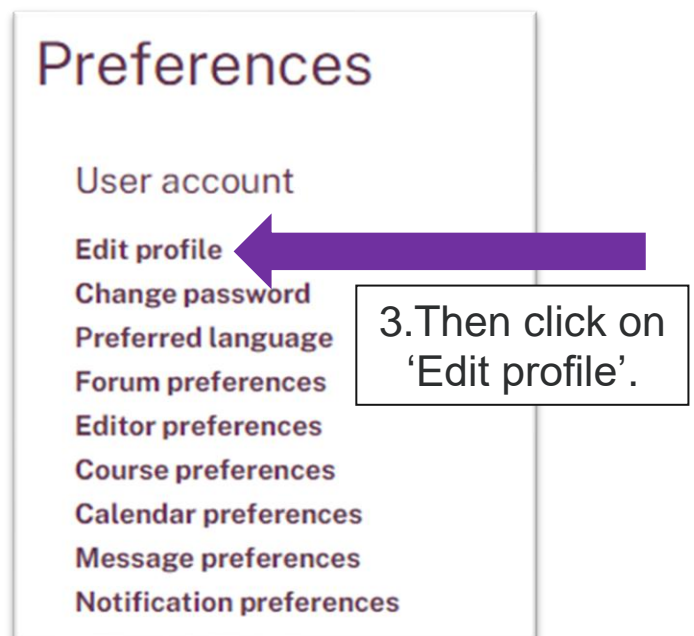 Preferences
User account
Edit profile
Change password
Preferred language
Forum preferences
Editor preferences
Course preferences
Calendar preferences
Message preferences
Notification preferences
3.Then click on
‘Edit profile’.